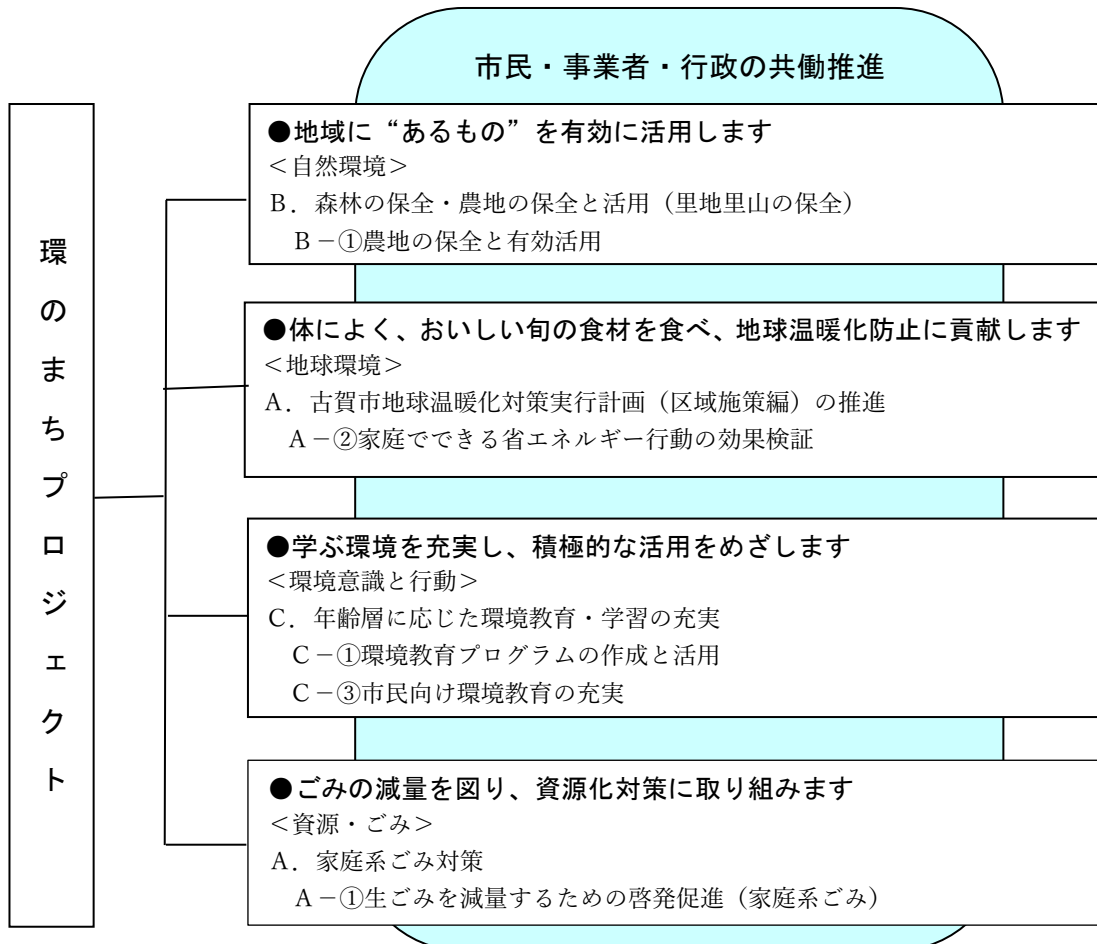 市民・事業者・行政の共働推進
環のまちプロジェクト
●地域に“あるもの”を有効に活用します
＜自然環境＞
Ｂ．森林の保全・農地の保全と活用（里地里山の保全）
Ｂ－①農地の保全と有効活用
●体によく、おいしい旬の食材を食べ、地球温暖化防止に貢献します
＜地球環境＞
Ａ．古賀市地球温暖化対策実行計画（区域施策編）の推進
Ａ－②家庭でできる省エネルギー行動の効果検証
●学ぶ環境を充実し、積極的な活用をめざします
＜環境意識と行動＞
Ｃ．年齢層に応じた環境教育・学習の充実
Ｃ－①環境教育プログラムの作成と活用
Ｃ－③市民向け環境教育の充実
●ごみの減量を図り、資源化対策に取り組みます
＜資源・ごみ＞
Ａ．家庭系ごみ対策
Ａ－①生ごみを減量するための啓発促進（家庭系ごみ）